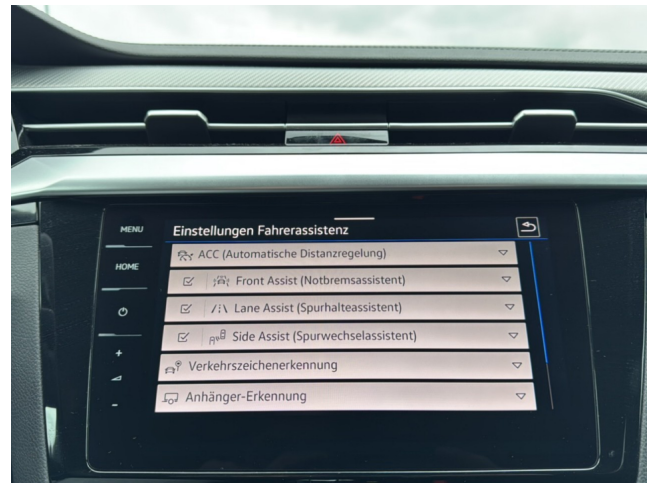 MENU
Einstellungen Fahrerassistenz
HOME
ACC (Automatische Distanzregelung)
Front Assist (Notbremsassistent)
Lane Assist (Spurhalteassistent)
Side Assist (Spurwechselassistent)
Verkehrszeichenerkennung
Anhänger-Erkennung
+
-